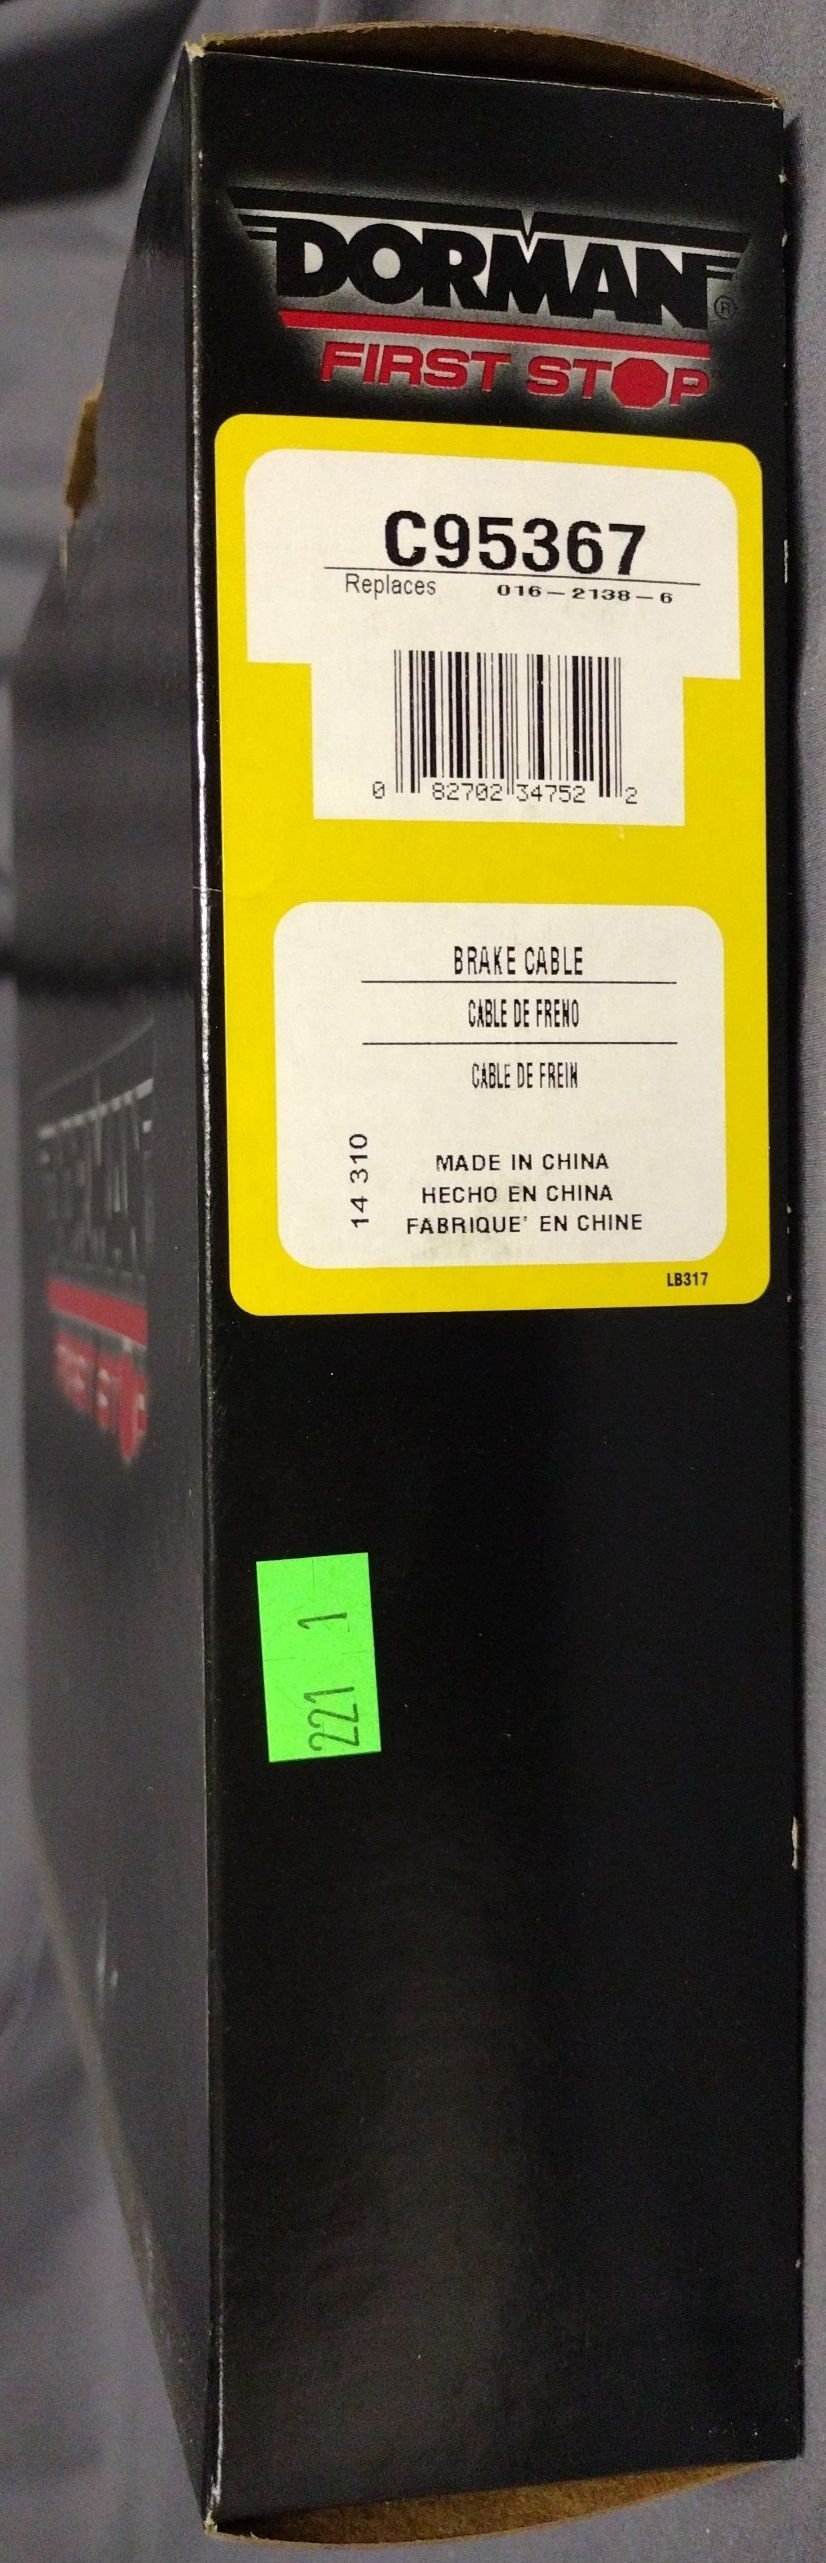 DORMAN®
FIRST STOP
C95367
Replaces 016-2138-6
0 82702 34752 2
BRAKE CABLE
CABLE DE FRENO
CABLE DE FREIN
14 310
MADE IN CHINA
HECHO EN CHINA
FABRIQUE' EN CHINE
LB317
221 1